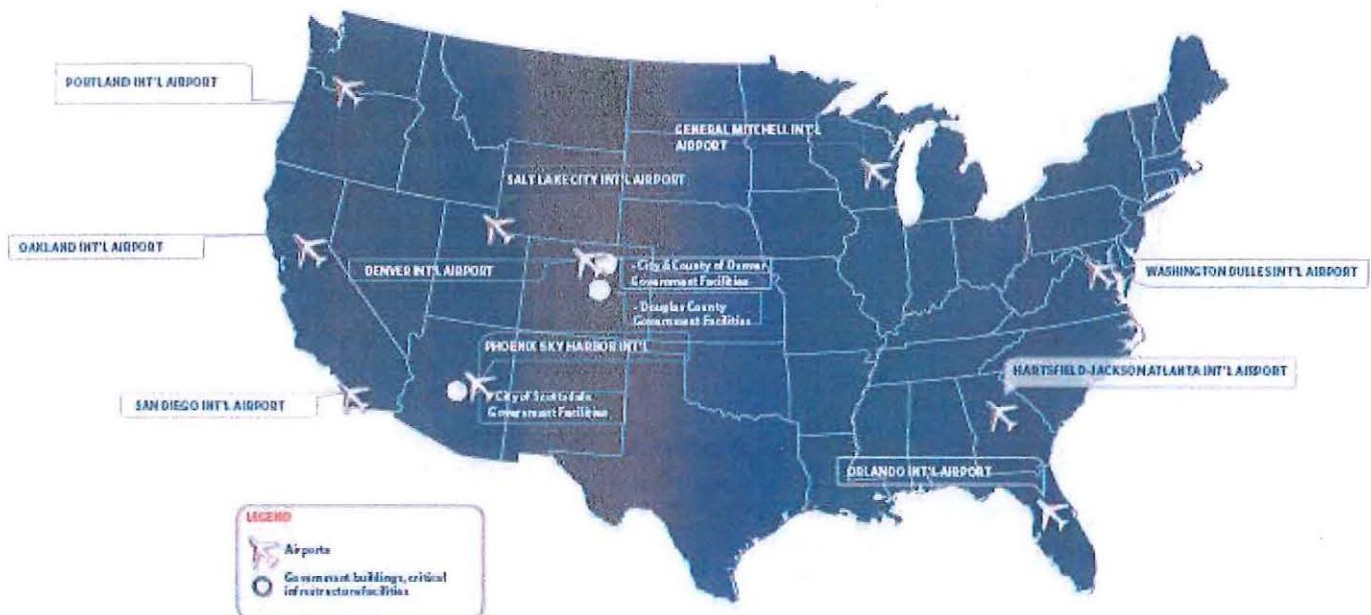 PORTLAND INT'L AIRPORT
GENERAL MITCHELL INT'L
AIRPORT
SALT LAKE CITY INT'L AIRPORT
OAKLAND INT'L AIRPORT
DENVER INT'L AIRPORT
- City & County of Denver
Government Facilities
- Douglas County
Government Facilities
WASHINGTON DULLES INT'L AIRPORT
PHOENIX SKY HARBOR INT'L
HARTSFIELD-JACKSON ATLANTA INT'L AIRPORT
SAN DIEGO INT'L AIRPORT
- City of Scottsdale
Government Facilities
ORLANDO INT'L AIRPORT
LEGEND
Airports
Government buildings, critical
infrastructure facilities